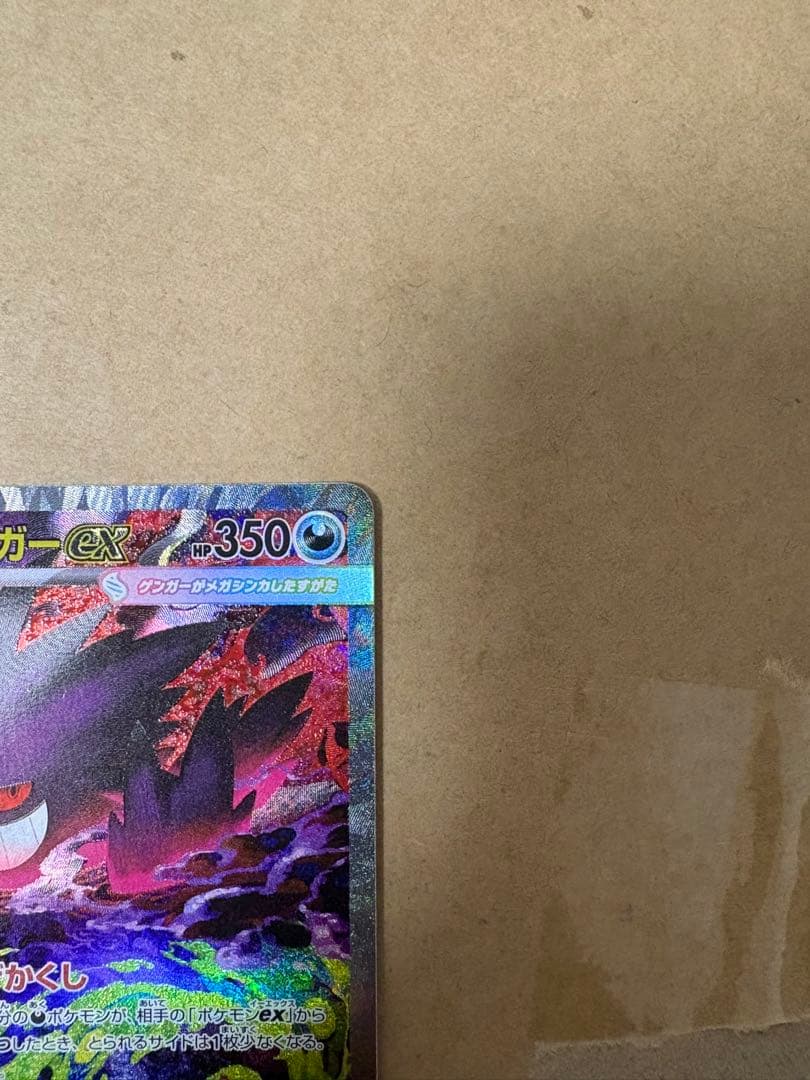 ガーex HP350
ゲンガーがメガシンカしたすがた
かくし
分のポケモンが、相手の「ポケモンex」から
したとき、とられるサイドは1枚少なくなる。